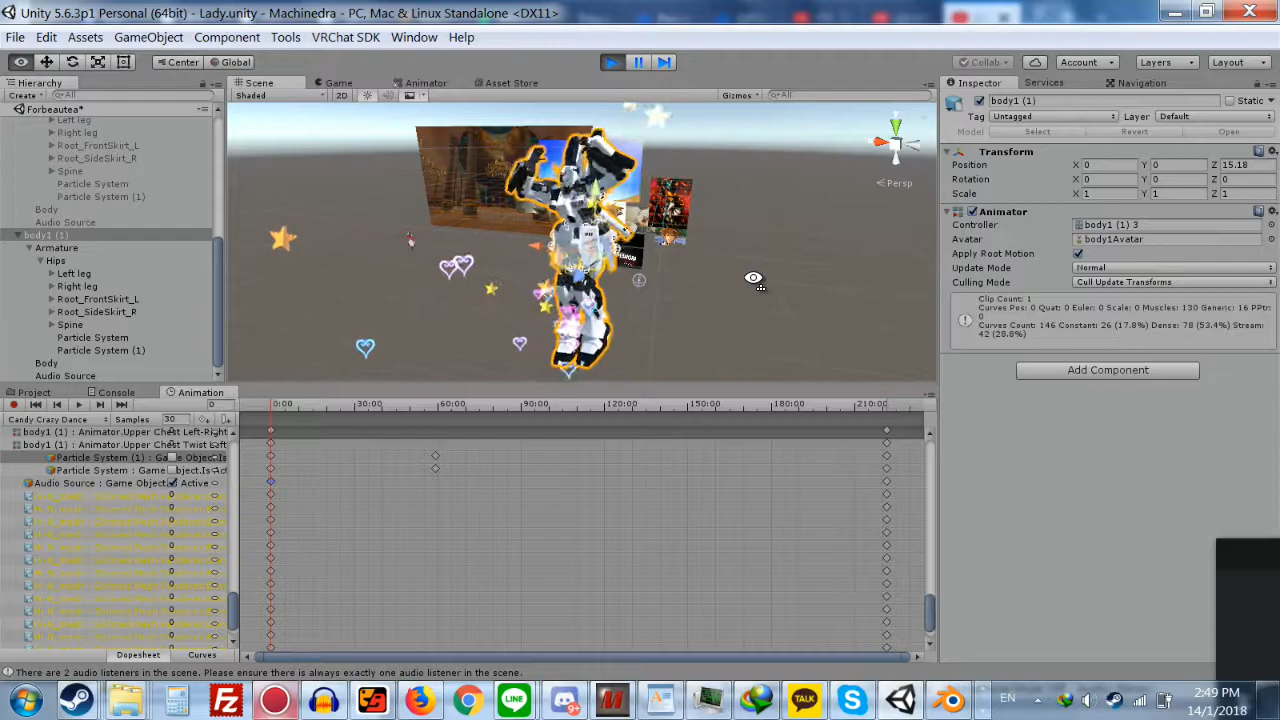 Unity 5.6.3p1 Personal (64bit) - Lady.unity - Machinedra - PC, Mac & Linux Standalone <DX11>
File Edit Assets GameObject Component Tools VRChat SDK Window Help
Center Global Collab Account Layers Layout
Hierarchy Scene Game Animator Asset Store Inspector Services Navigation
Create All Shaded 2D Gizmos All body1 (1) Static
Forbeautea* Tag Untagged Layer Default
Left leg Model Select Revert Open
Right leg
Root_FrontSkirt_L Transform
Root_SideSkirt_R Position X 0 Y 0 Z 15.18
Spine Rotation X 0 Y 0 Z 0
Particle System Persp Scale X 1 Y 1 Z 1
Particle System (1)
Body Animator
Audio Source Controller body1 (1) 3
body1 (1) Avatar body1Avatar
Armature Apply Root Motion
Hips Update Mode Normal
Left leg Culling Mode Cull Update Transforms
Right leg
Root_FrontSkirt_L Clip Count: 1
Root_SideSkirt_R Curves Pos: 0 Quat: 0 Euler: 0 Scale: 0 Muscles: 130 Generic: 16 PPtr:
0
Spine Curves Count: 146 Constant: 26 (17.8%) Dense: 78 (53.4%) Stream:
42 (28.8%)
Particle System
Particle System (1)
Body Add Component
Audio Source
Project Console Animation
0 0:00 30:00 60:00 90:00 120:00 150:00 180:00 210:00
Candy Crazy Dance Samples 30
body1 (1) : Animator.Upper Chest Left-Right
body1 (1) : Animator.Upper Chest Twist Left
Particle System (1) : Game Object.Is
Particle System : Game Object.Is Act
Audio Source : Game Object Active
Dopesheet Curves
There are 2 audio listeners in the scene. Please ensure there is always exactly one audio listener in the scene.
LINE TALK EN 2:49 PM
14/1/2018